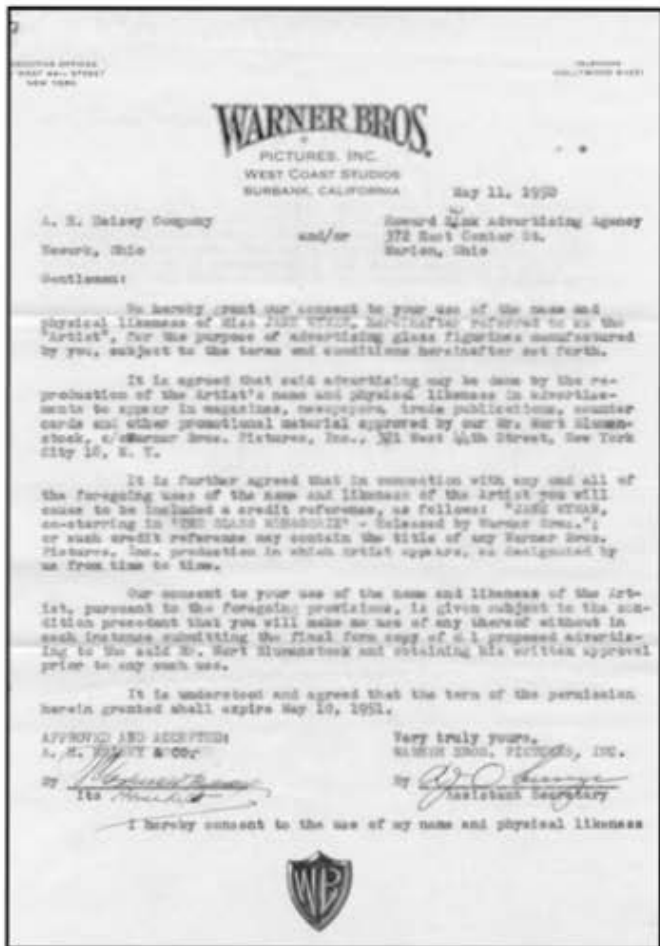 EXECUTIVE OFFICES
WEST 44th STREET
NEW YORK
TELEPHONE
HOLLYWOOD
WARNER BROS.
PICTURES, INC.
WEST COAST STUDIOS
BURBANK, CALIFORNIA
May 11, 1950
A. H. Heisey Company
Howard Advertising Agency
and/or
372 East Center St.
Newark, Ohio
Marion, Ohio
Gentlemen:
We hereby grant our consent to your use of the name and
physical likeness of Miss JANE WYMAN, hereinafter referred to as the
"Artist", for the purpose of advertising glass figurines manufactured
by you, subject to the terms and conditions hereinafter set forth.
It is agreed that said advertising may be done by the re-
production of the Artist's name and physical likeness in advertise-
ments to appear in magazines, newspapers, trade publications, counter
cards and other promotional material approved by our Mr. Mort Blumen-
stock, c/o Warner Bros. Pictures, Inc., 321 West 44th Street, New York
City 18, N. Y.
It is further agreed that in connection with any and all of
the foregoing uses of the name and likeness of the Artist you will
cause to be included a credit reference, as follows: "JANE WYMAN,
co-starring in 'THE GLASS MENAGERIE' - Released by Warner Bros.";
or such credit reference may contain the title of any Warner Bros.
Pictures, Inc. production in which Artist appears, as designated by
us from time to time.
Our consent to your use of the name and likeness of the Art-
ist, pursuant to the foregoing provisions, is given subject to the con-
dition precedent that you will make no use of any thereof without in
each instance submitting the final form copy of all proposed advertis-
ing to the said Mr. Mort Blumenstock and obtaining his written approval
prior to any such use.
It is understood and agreed that the term of the permission
herein granted shall expire May 10, 1951.
APPROVED AND ACCEPTED:
Very truly yours,
A. H. HEISEY & CO.
WARNER BROS. PICTURES, INC.
By
By
Its
Assistant Secretary
I hereby consent to the use of my name and physical likeness
WB